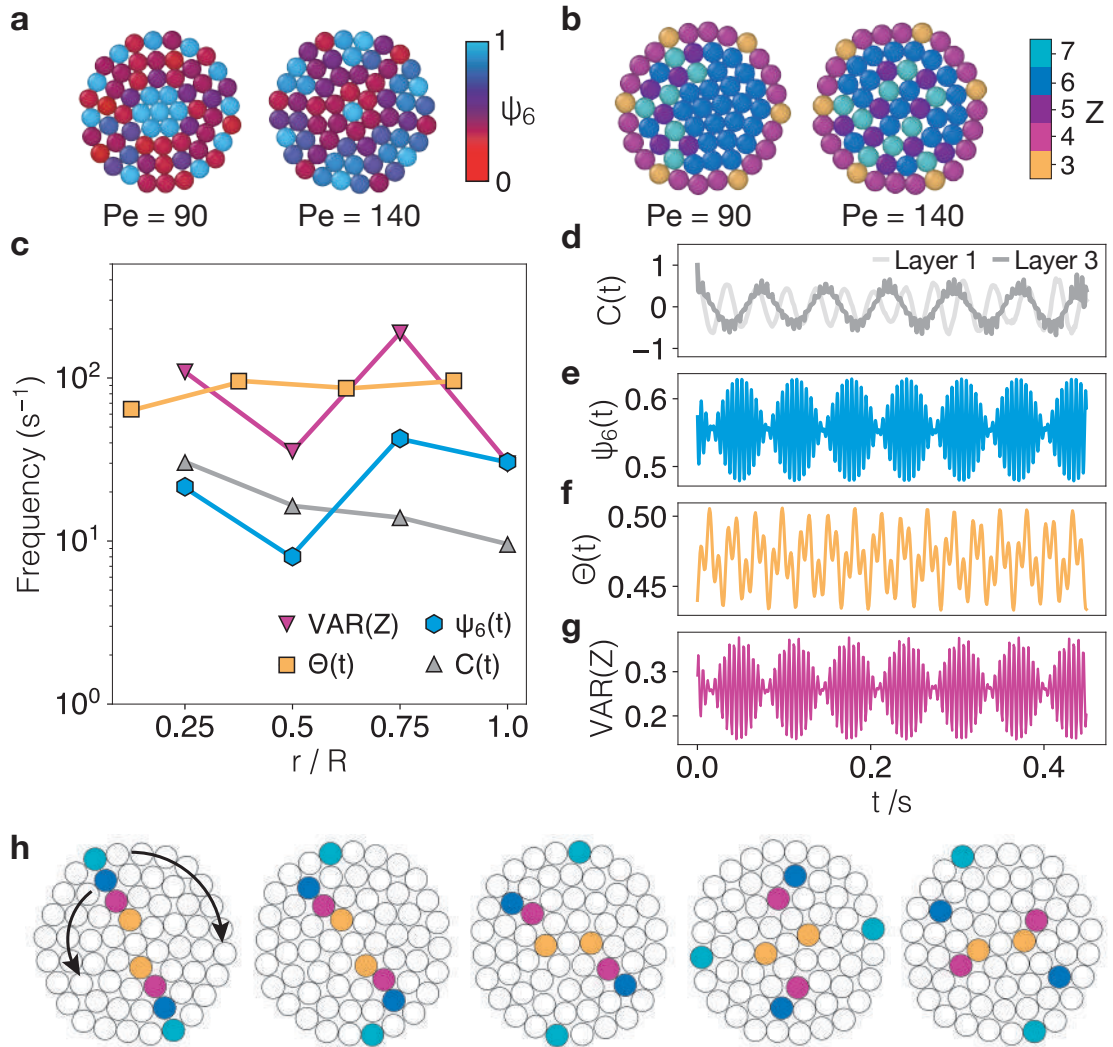 a
1
ψ₆
0
Pe = 90
Pe = 140
b
7
6
5
4
3
Z
Pe = 90
Pe = 140
c
Frequency (s⁻¹)
10²
10¹
10⁰
VAR(Z)
ψ₆(t)
Θ(t)
C(t)
0.25
0.5
0.75
1.0
r / R
d
C(t)
1
0
−1
Layer 1
Layer 3
e
ψ₆(t)
0.6
0.5
f
Θ(t)
0.50
0.45
g
VAR(Z)
0.3
0.2
0.0
0.2
0.4
t /s
h